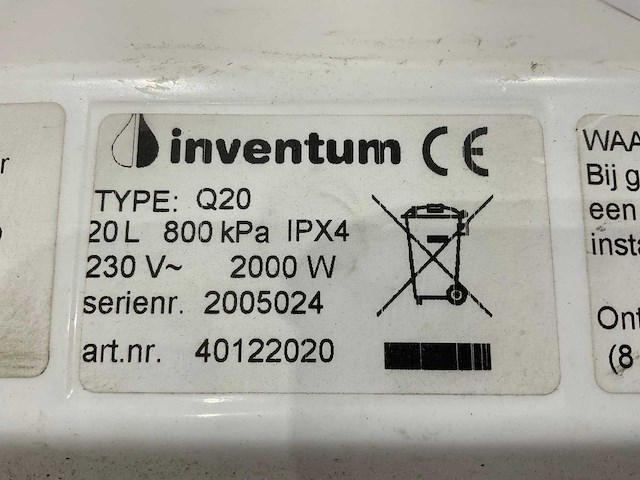 inventum CE
TYPE: Q20
20 L 800 kPa IPX4
230 V~ 2000 W
serienr. 2005024
art.nr. 40122020
WAA
Bij g
een
insta
Ont
(8
r